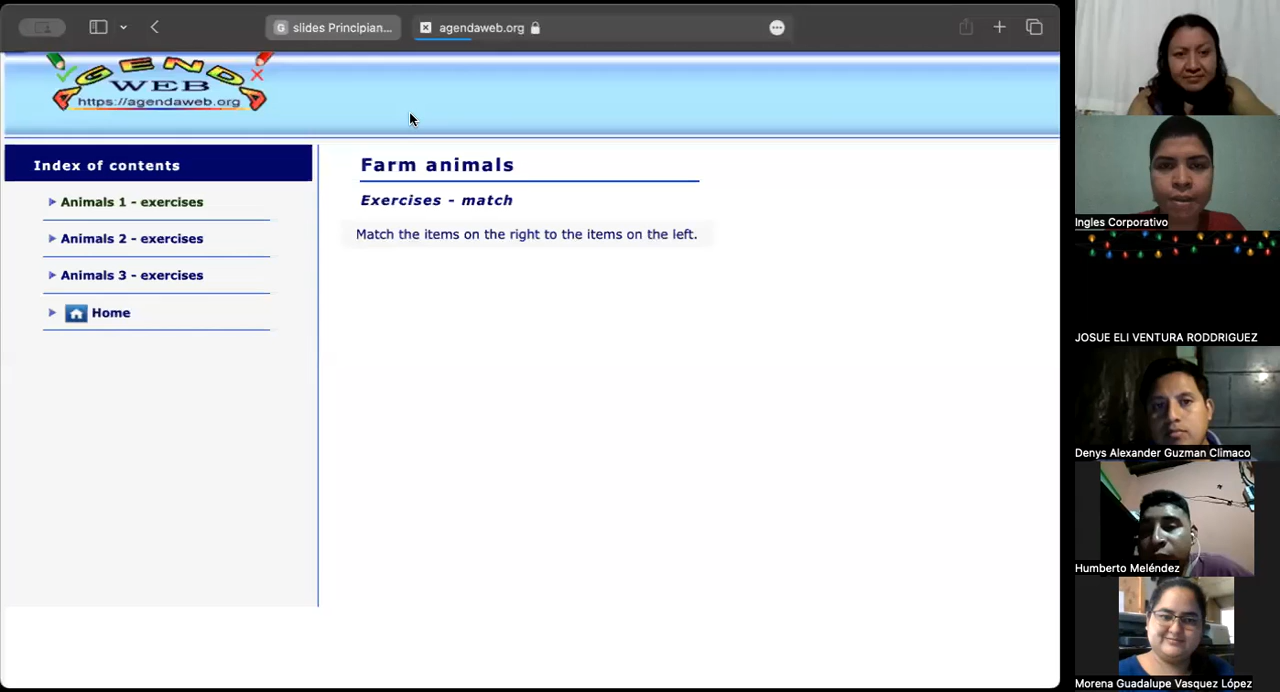 slides Principian...
agendaweb.org
AGENDA
WEB
https://agendaweb.org
Index of contents
Animals 1 - exercises
Animals 2 - exercises
Animals 3 - exercises
Home
Farm animals
Exercises - match
Match the items on the right to the items on the left.
Ingles Corporativo
JOSUE ELI VENTURA RODDRIGUEZ
Denys Alexander Guzman Climaco
Humberto Meléndez
Morena Guadalupe Vasquez López